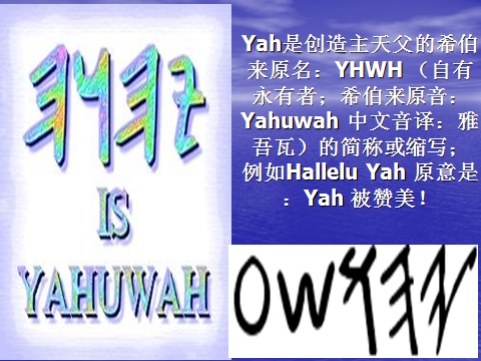 𐤉𐤄𐤅𐤄
IS
YAHUWAH
Yah是创造主天父的希伯
来原名：YHWH （自有
永有者；希伯来原音：
Yahuwah 中文音译：雅
吾瓦）的简称或缩写；
例如Hallelu Yah 原意是
：Yah 被赞美！
𐤉𐤄𐤅𐤔𐤏